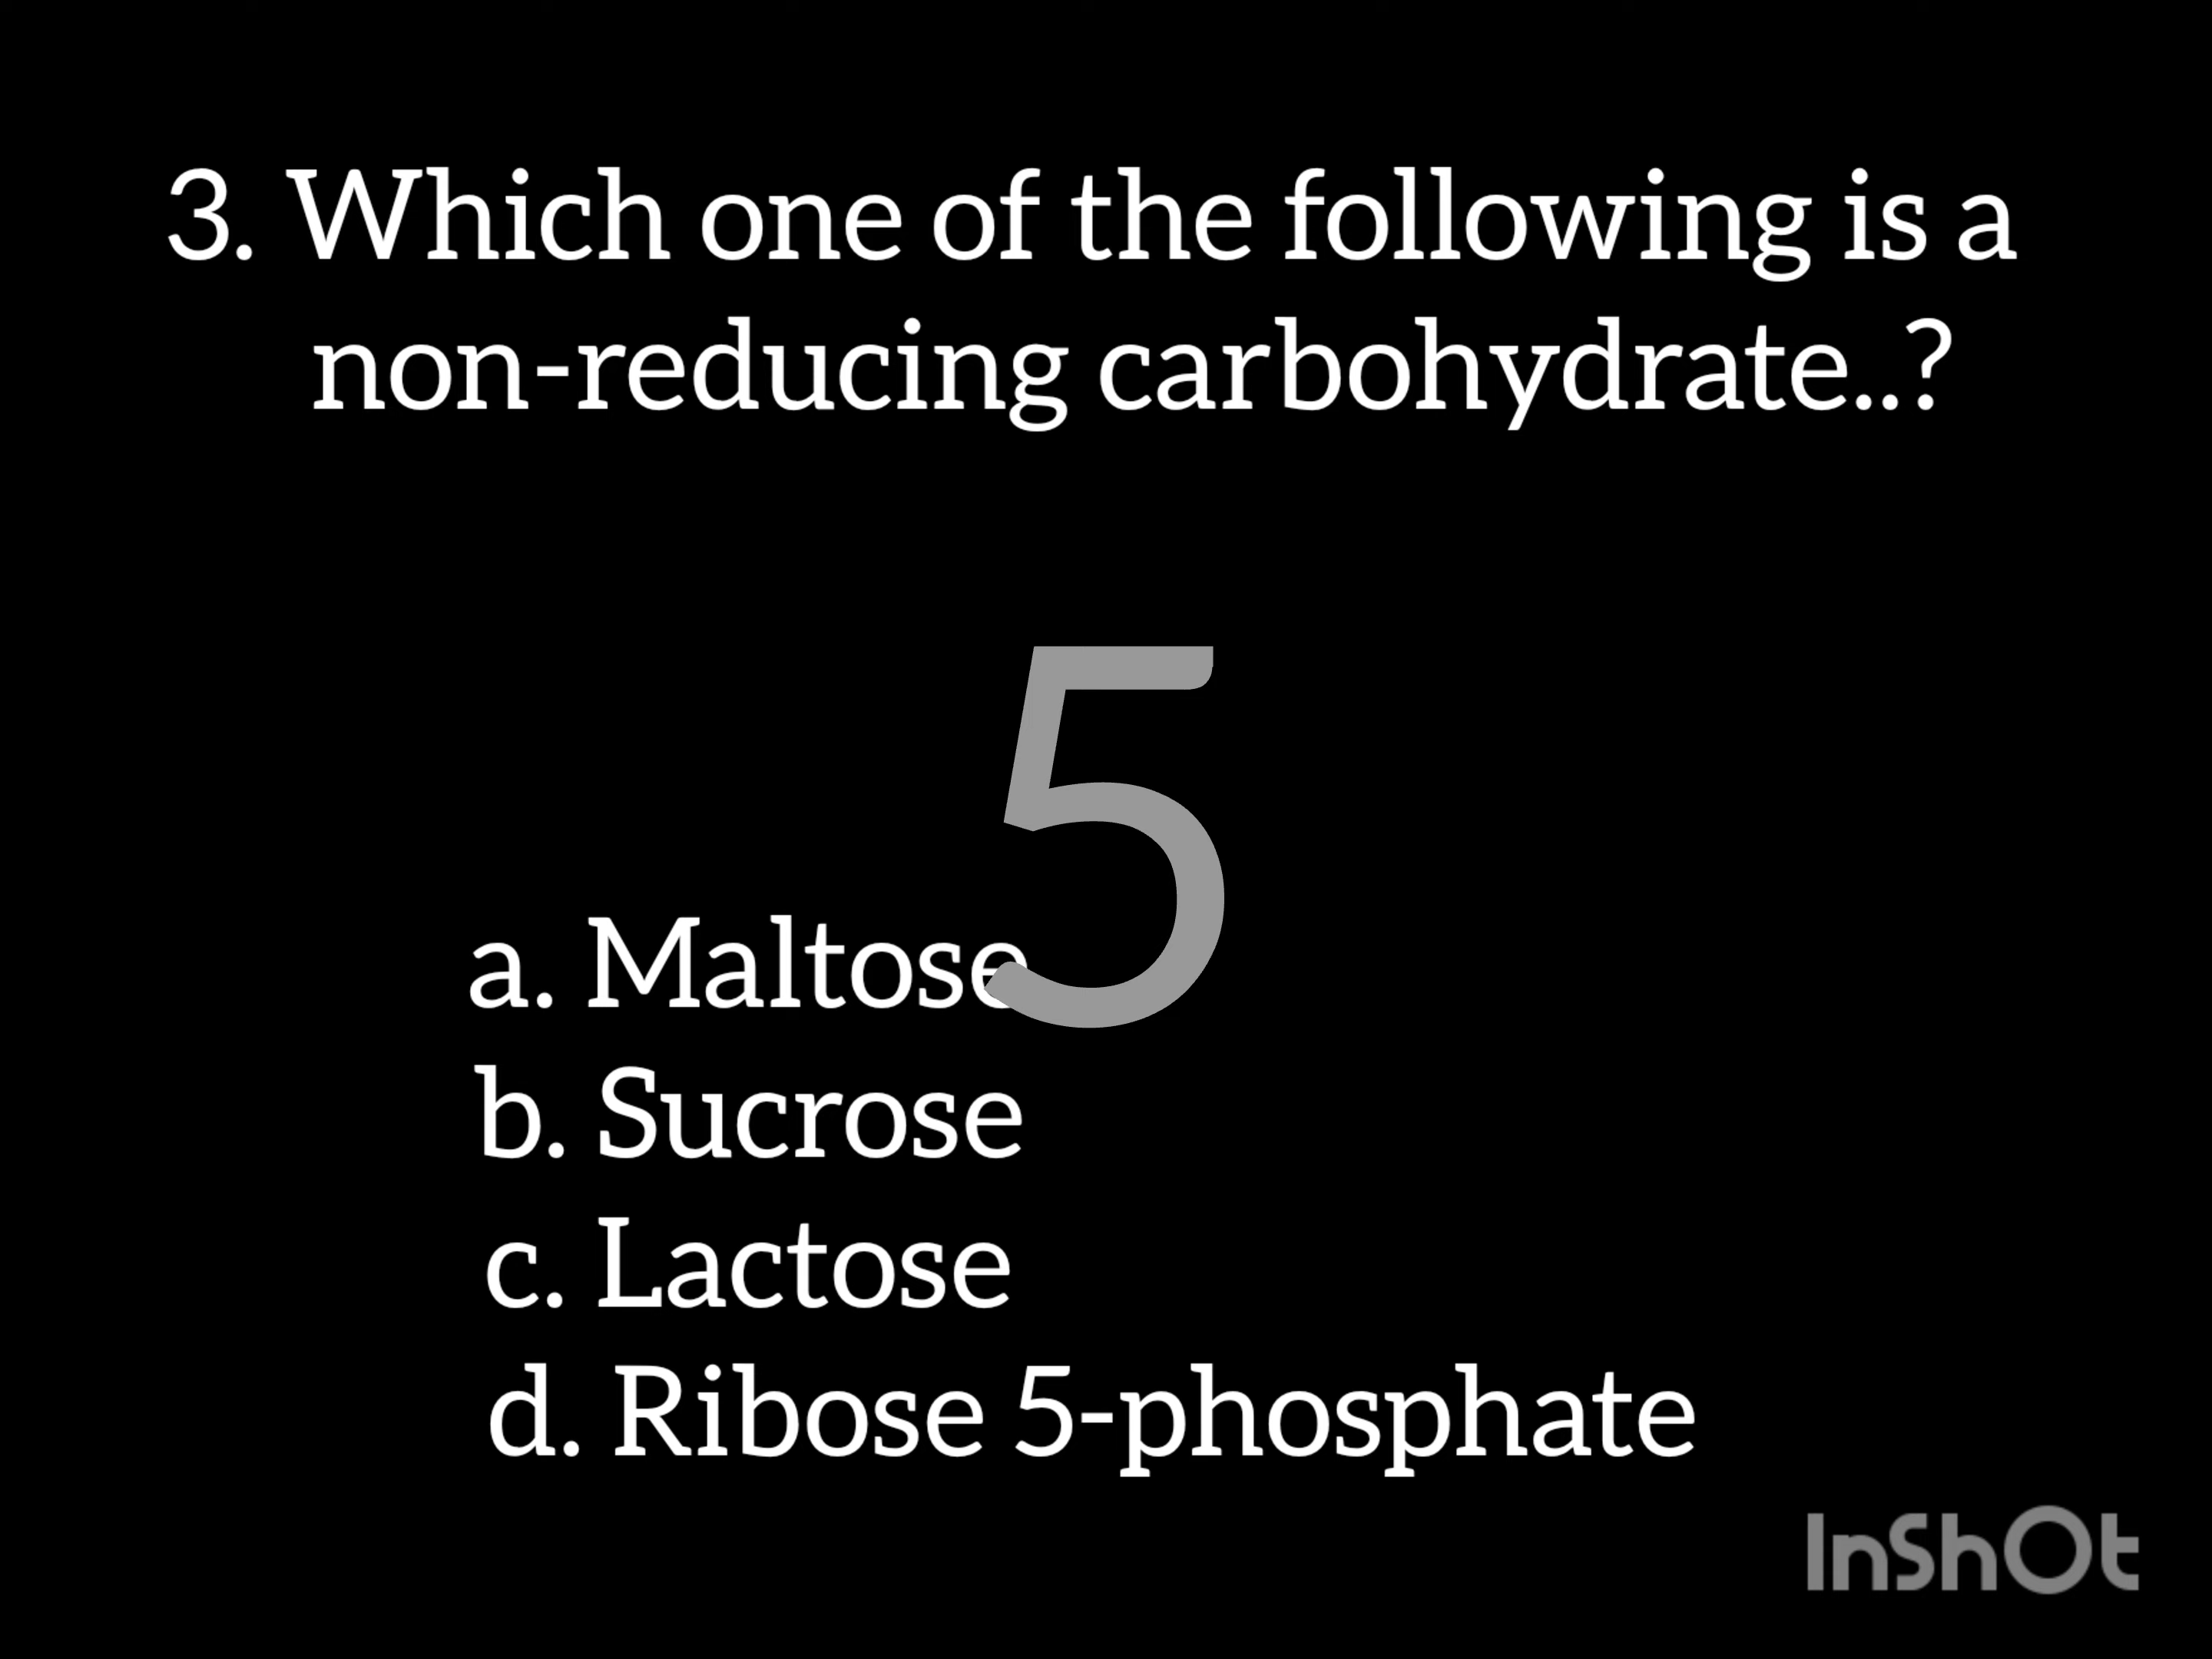 3. Which one of the following is a
non-reducing carbohydrate...?
5
a. Maltose
b. Sucrose
c. Lactose
d. Ribose 5-phosphate
InShOt